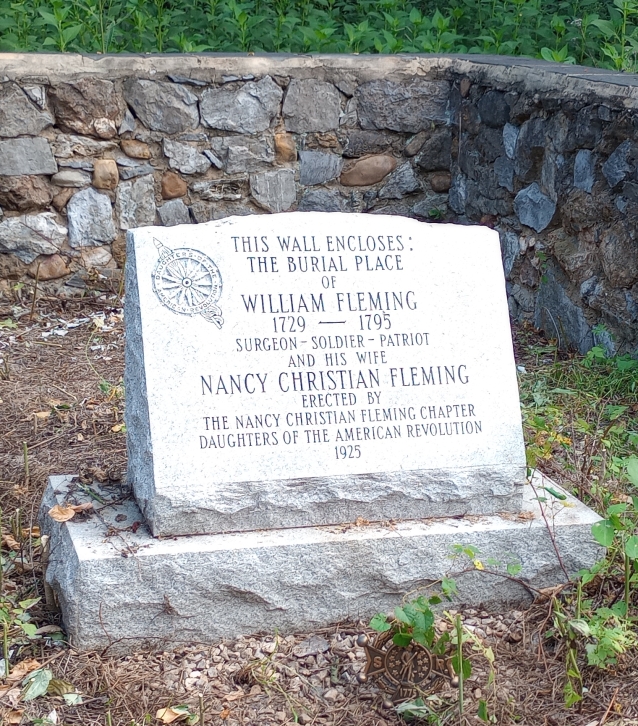 THIS WALL ENCLOSES:
THE BURIAL PLACE
OF
WILLIAM FLEMING
1729 — 1795
SURGEON - SOLDIER - PATRIOT
AND HIS WIFE
NANCY CHRISTIAN FLEMING
ERECTED BY
THE NANCY CHRISTIAN FLEMING CHAPTER
DAUGHTERS OF THE AMERICAN REVOLUTION
1925